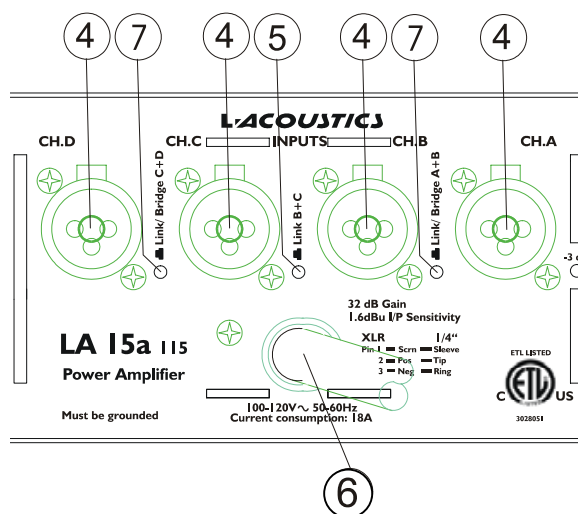 4 7 4 5 4 7 4
L-ACOUSTICS
CH.D CH.C INPUTS CH.B CH.A
Link/ Bridge C+D
Link B+C
Link/ Bridge A+B
-3 d
32 dB Gain
1.6dBu I/P Sensitivity
XLR 1/4“
Pin 1 Scrn Sleeve
2 Pos Tip
3 Neg Ring
LA 15a 115
Power Amplifier
Must be grounded
100-120V~ 50-60Hz
Current consumption: 18A
ETL LISTED
C ETL US
3028051
6